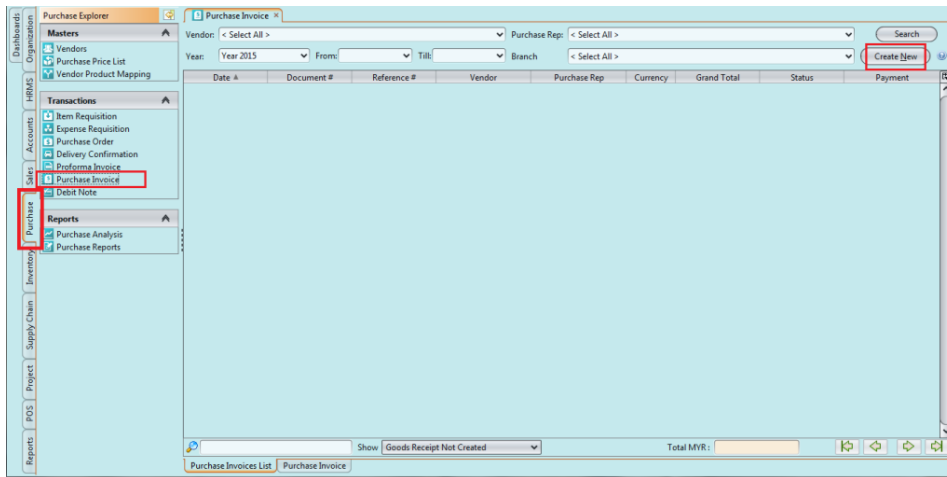 Dashboards
Organization
HRMS
Accounts
Sales
Purchase
Inventory
Supply Chain
Project
POS
Reports
Purchase Explorer
Masters
Vendors
Purchase Price List
Vendor Product Mapping
Transactions
Item Requisition
Expense Requisition
Purchase Order
Delivery Confirmation
Proforma Invoice
Purchase Invoice
Debit Note
Reports
Purchase Analysis
Purchase Reports
Purchase Invoice ×
Vendor: < Select All > Purchase Rep: < Select All > Search
Year: Year 2015 From: Till: Branch < Select All > Create New
Date Document # Reference # Vendor Purchase Rep Currency Grand Total Status Payment
Show Goods Receipt Not Created Total MYR :
Purchase Invoices List Purchase Invoice